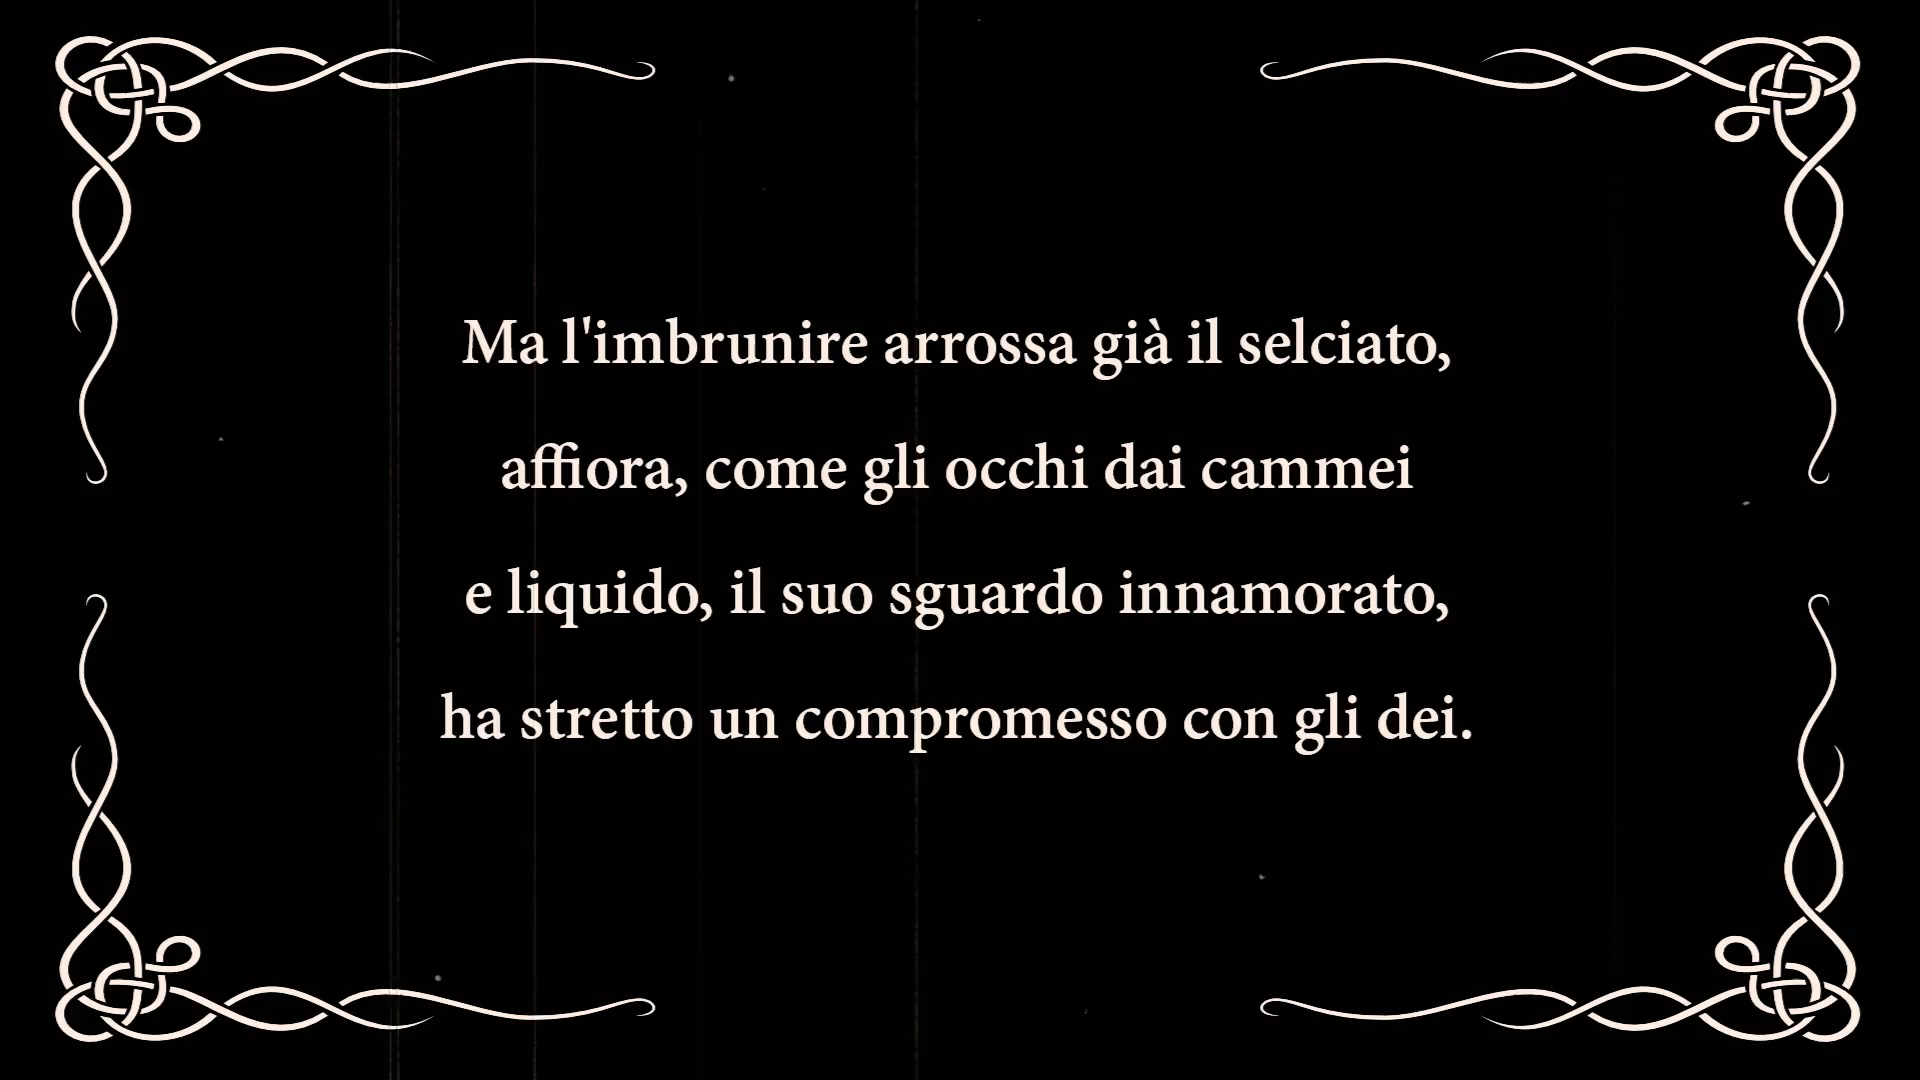 Ma l'imbrunire arrossa già il selciato,
affiora, come gli occhi dai cammei
e liquido, il suo sguardo innamorato,
ha stretto un compromesso con gli dei.